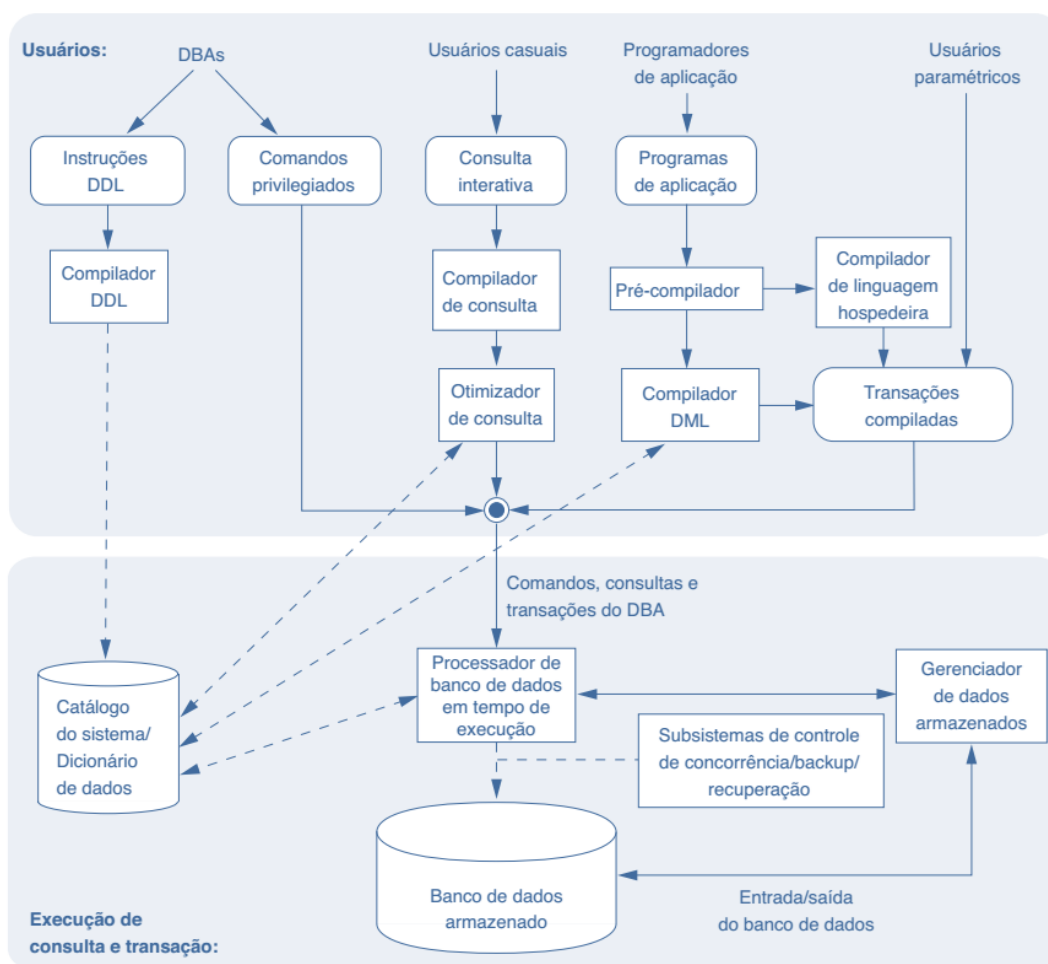 Usuários:
DBAs
Usuários casuais
Programadores
de aplicação
Usuários
paramétricos
Instruções
DDL
Comandos
privilegiados
Consulta
interativa
Programas
de aplicação
Compilador
DDL
Compilador
de consulta
Pré-compilador
Compilador
de linguagem
hospedeira
Otimizador
de consulta
Compilador
DML
Transações
compiladas
Comandos, consultas e
transações do DBA
Catálogo
do sistema/
Dicionário
de dados
Processador de
banco de dados
em tempo de
execução
Gerenciador
de dados
armazenados
Subsistemas de controle
de concorrência/backup/
recuperação
Banco de dados
armazenado
Entrada/saída
do banco de dados
Execução de
consulta e transação: